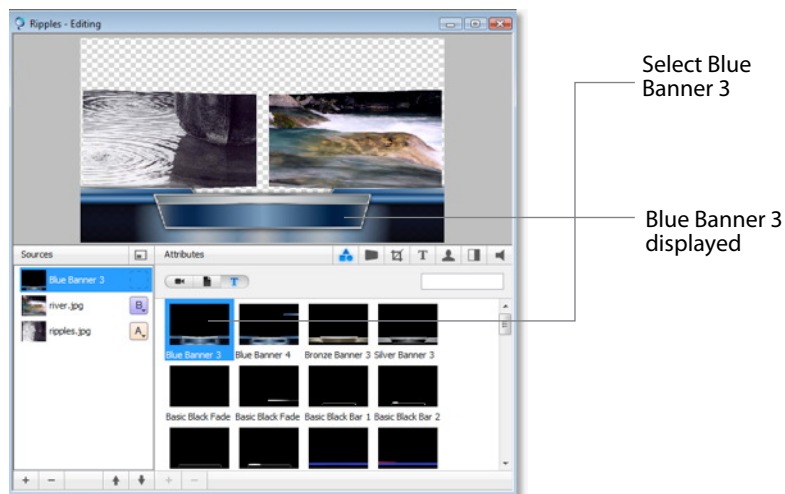 Ripples - Editing
Select Blue
Banner 3
Blue Banner 3
displayed
Sources
Attributes
T
Blue Banner 3
T
river.jpg
B
ripples.jpg
A
Blue Banner 3
Blue Banner 4
Bronze Banner 3
Silver Banner 3
Basic Black Fade
Basic Black Fade
Basic Black Bar 1
Basic Black Bar 2